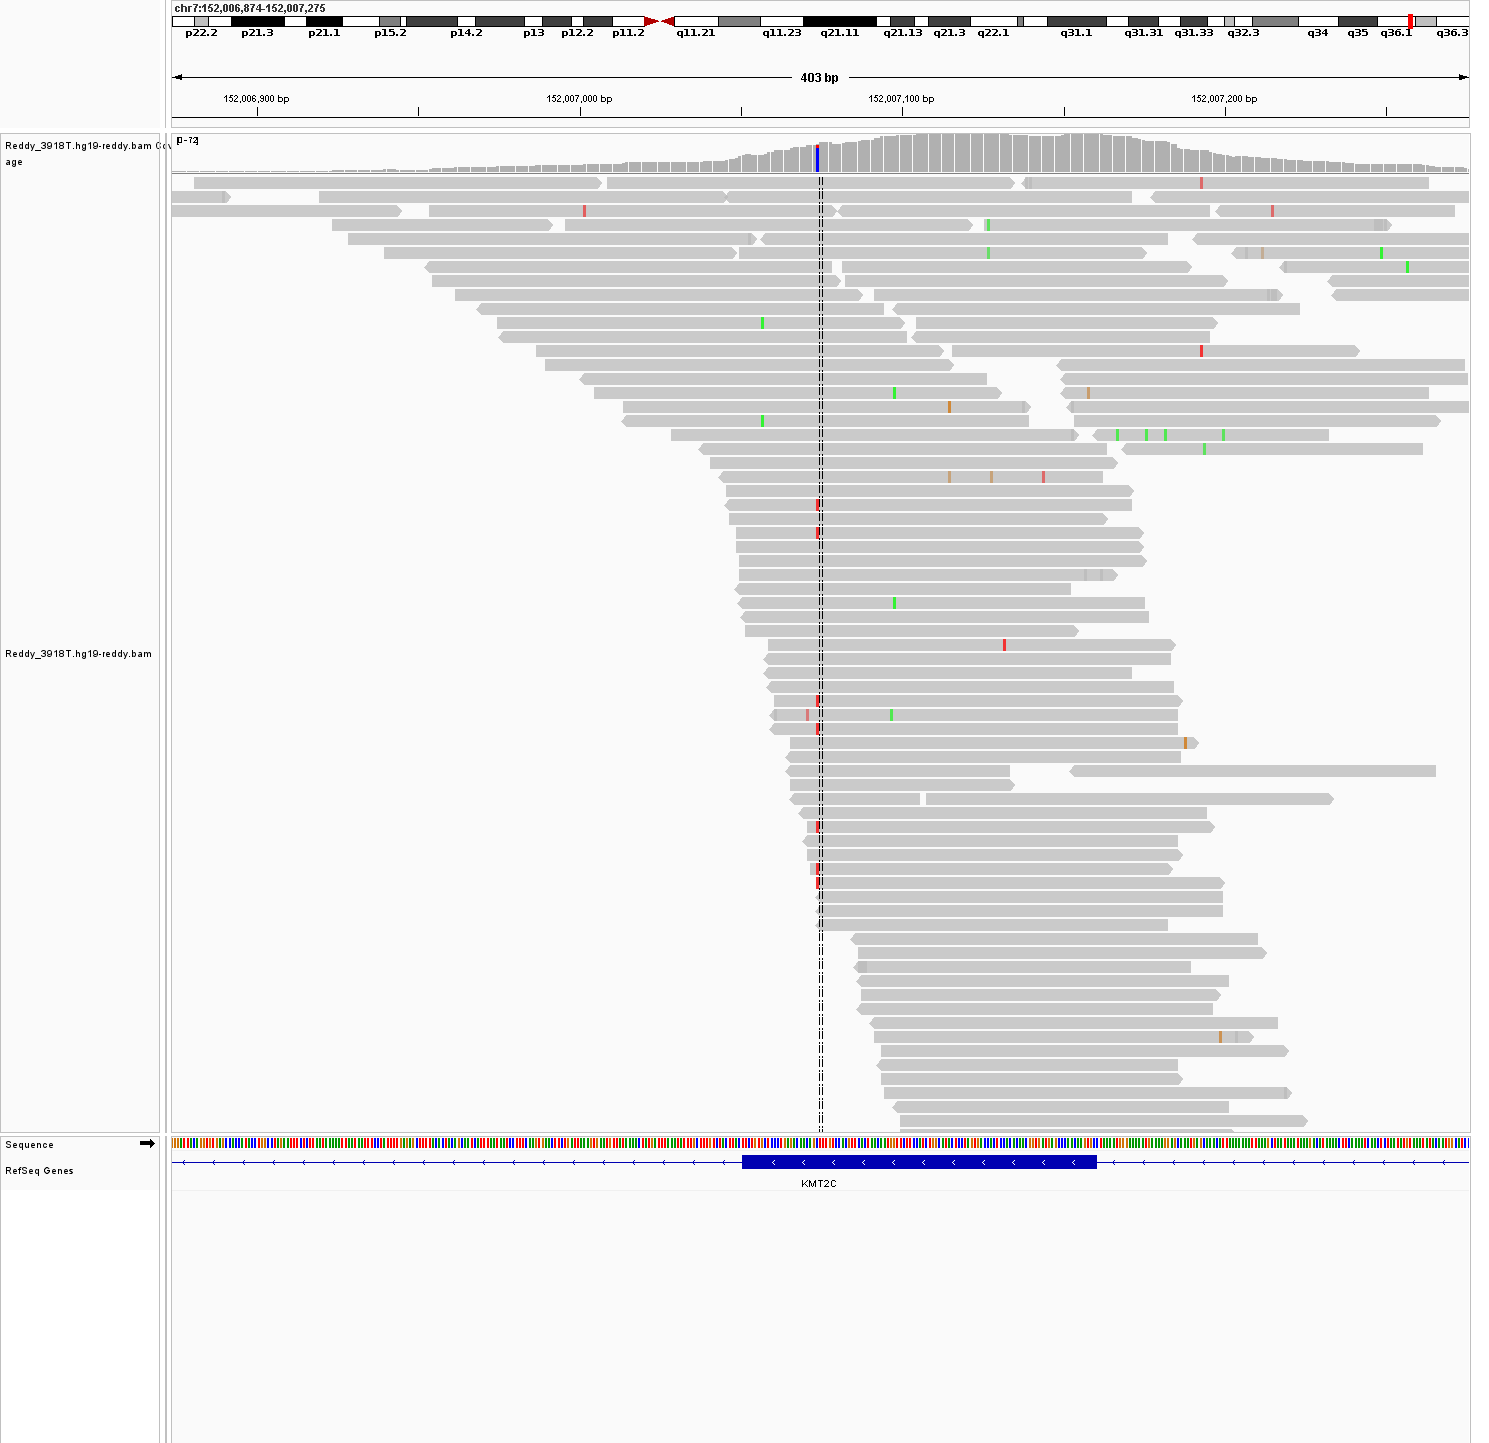 chr7:152,006,874-152,007,275
p22.2 p21.3 p21.1 p15.2 p14.2 p13 p12.2 p11.2 q11.21 q11.23 q21.11 q21.13 q21.3 q22.1 q31.1 q31.31 q31.33 q32.3 q34 q35 q36.1 q36.3
403 bp
152,006,900 bp 152,007,000 bp 152,007,100 bp 152,007,200 bp
Reddy_3918T.hg19-reddy.bam Cov
age
[0-72]
Reddy_3918T.hg19-reddy.bam
Sequence
RefSeq Genes
KMT2C